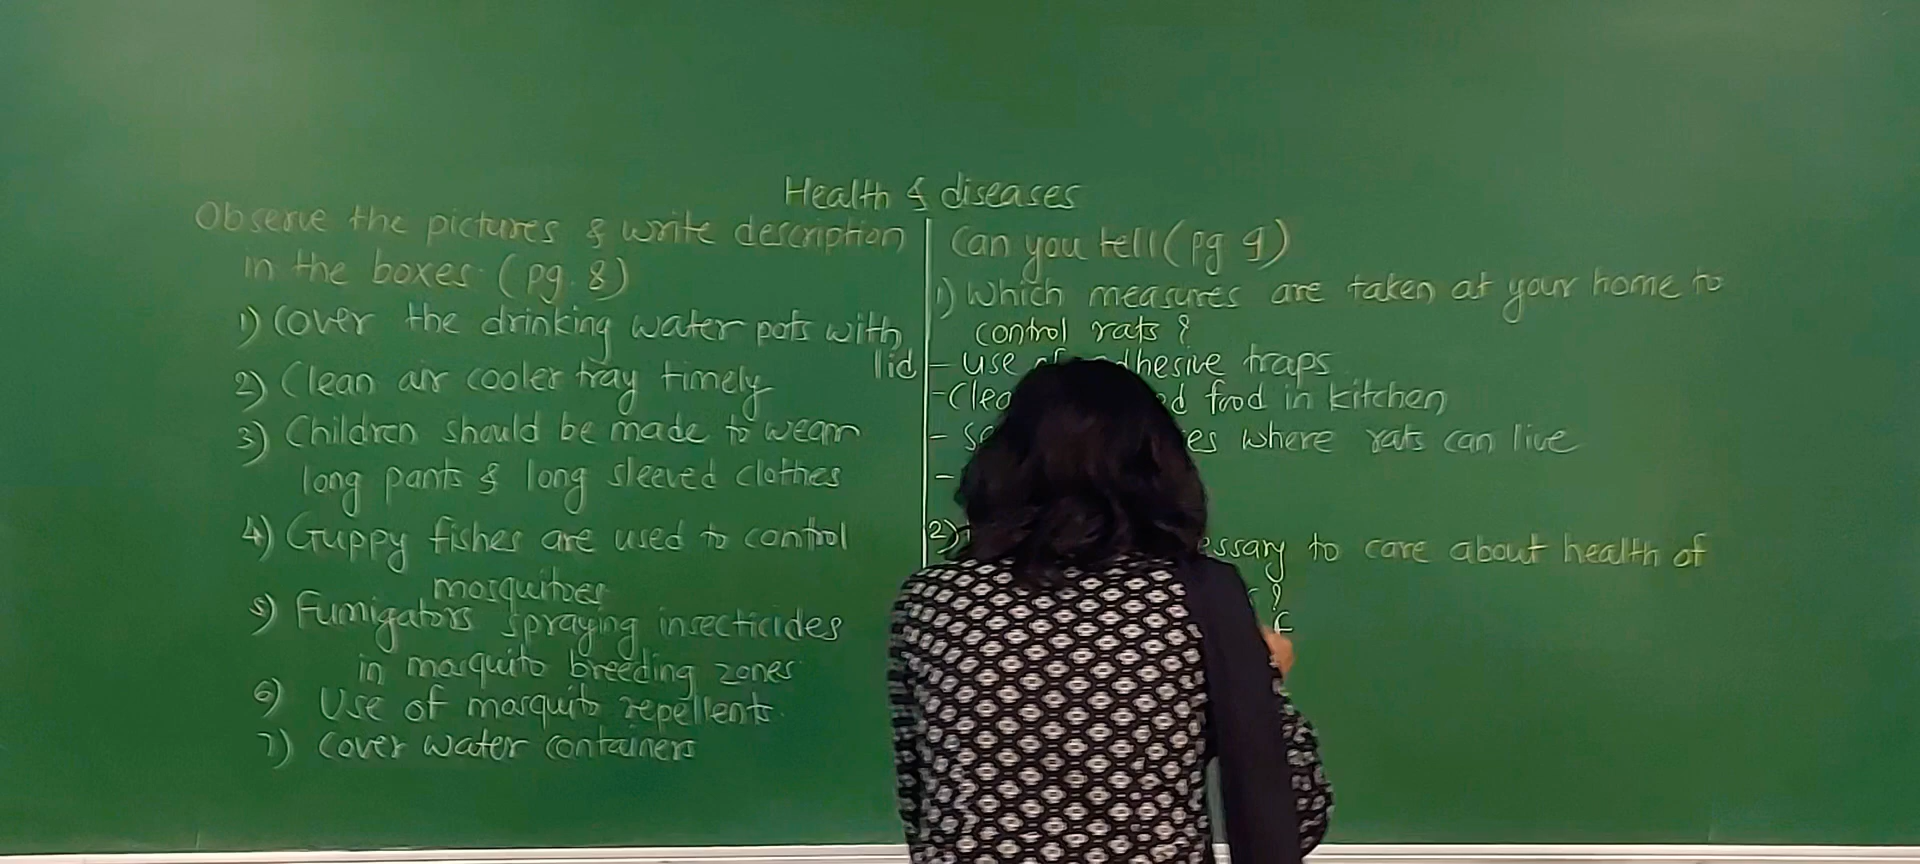 Health & diseases
Observe the pictures & write description
in the boxes. (pg. 8)
1) Cover the drinking water pots with
lid
2) Clean air cooler tray timely
3) Children should be made to wear
long pants & long sleeved clothes
4) Guppy fishes are used to control
mosquitoes
5) Fumigators spraying insecticides
in mosquito breeding zones
6) Use of mosquito repellents.
7) Cover water containers
Can you tell (pg 9)
1) Which measures are taken at your home to
control rats ?
- use of adhesive traps
- food in kitchen
- where rats can live
-
2) to care about health of
?